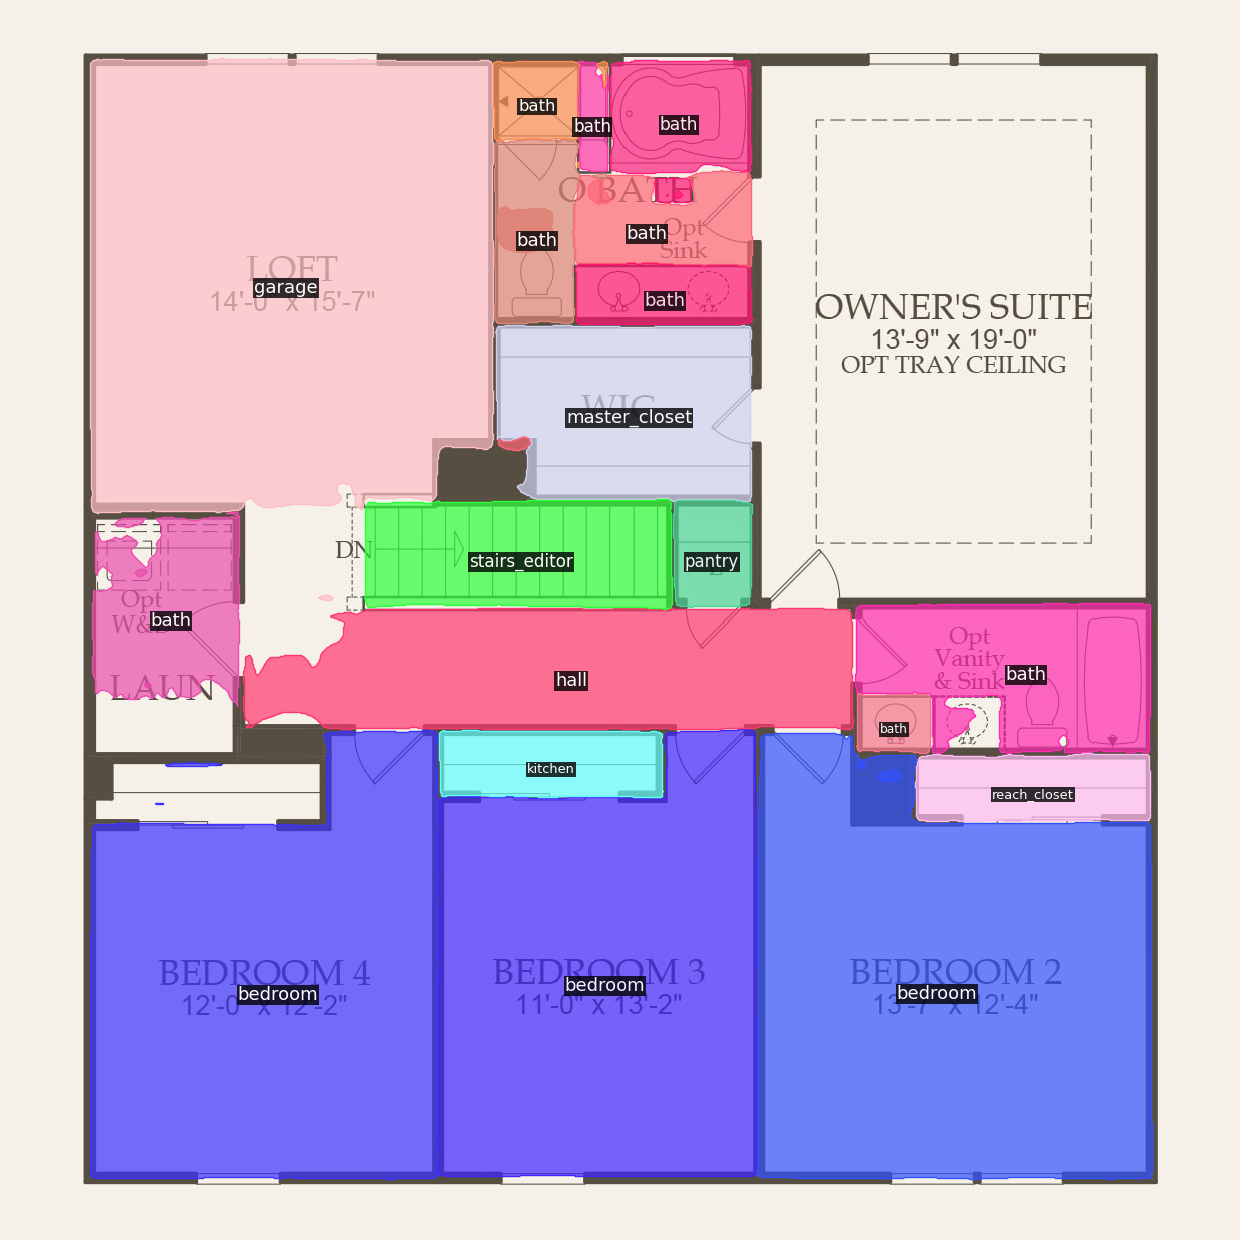 bath
bath
bath
O BATH
bath
bath
Opt
Sink
LOFT
garage
14'-0" x 15'-7"
bath
OWNER'S SUITE
13'-9" x 19'-0"
OPT TRAY CEILING
WIC
master_closet
DN
stairs_editor
pantry
Opt
W&D
bath
LAUN
hall
Opt
Vanity
& Sink
bath
bath
kitchen
reach_closet
BEDROOM 4
bedroom
12'-0" x 12'-2"
BEDROOM 3
bedroom
11'-0" x 13'-2"
BEDROOM 2
bedroom
13'-7" x 12'-4"